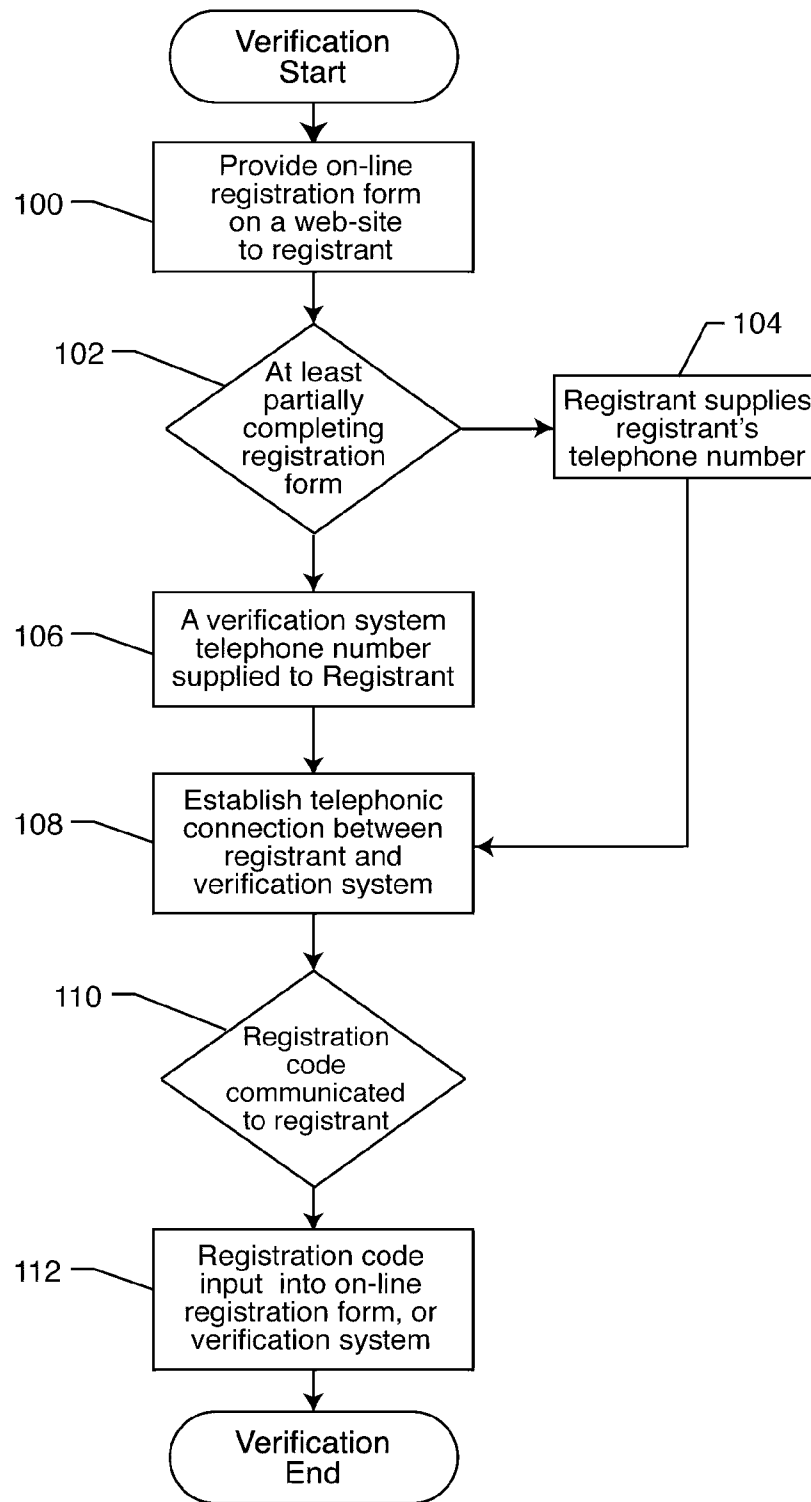 Verification
Start
100
Provide on-line
registration form
on a web-site
to registrant
102
At least
partially
completing
registration
form
104
Registrant supplies
registrant's
telephone number
106
A verification system
telephone number
supplied to Registrant
108
Establish telephonic
connection between
registrant and
verification system
110
Registration
code
communicated
to registrant
112
Registration code
input into on-line
registration form, or
verification system
Verification
End